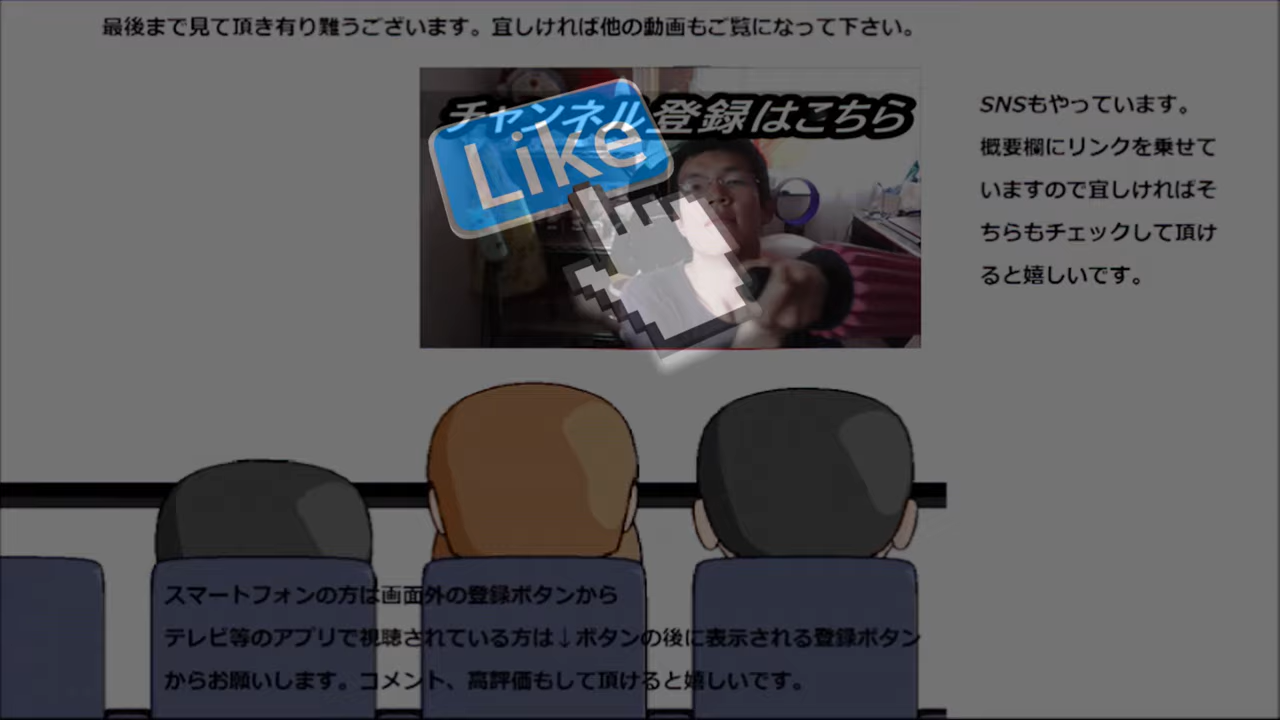 最後まで見て頂き有り難うございます。宜しければ他の動画もご覧になって下さい。
チャンネル登録はこちら
Like
SNSもやっています。
概要欄にリンクを乗せて
いますので宜しければそ
ちらもチェックして頂け
ると嬉しいです。
スマートフォンの方は画面外の登録ボタンから
テレビ等のアプリで視聴されている方は↓ボタンの後に表示される登録ボタン
からお願いします。コメント、高評価もして頂けると嬉しいです。